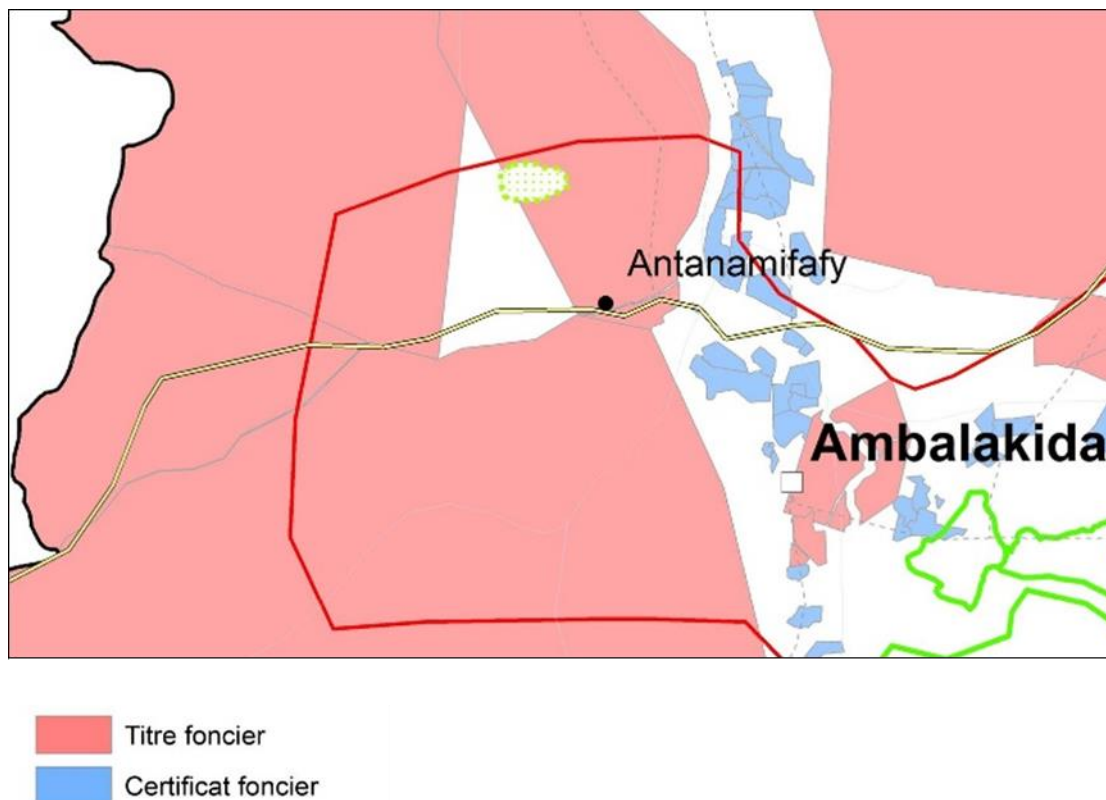 Antanamifafy
Ambalakida
Titre foncier
Certificat foncier